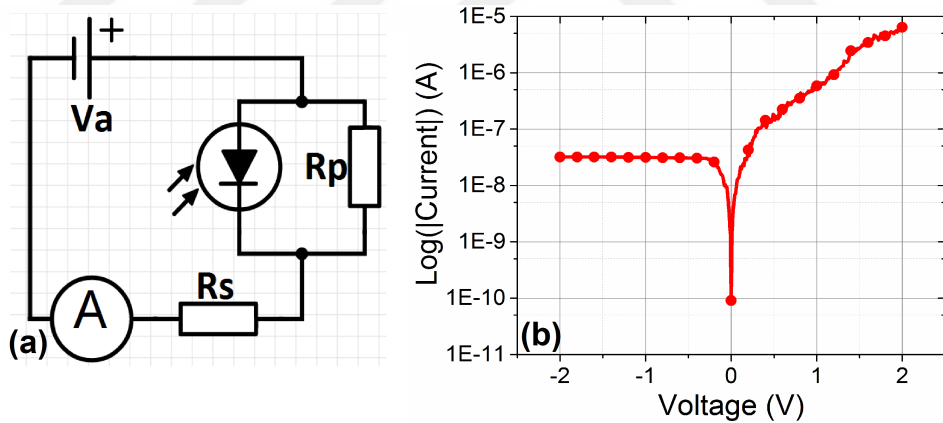 +
Va
Rp
Rs
A
(a)
Log(|Current|) (A)
1E-5
1E-6
1E-7
1E-8
1E-9
1E-10
1E-11
(b)
-2 -1 0 1 2
Voltage (V)